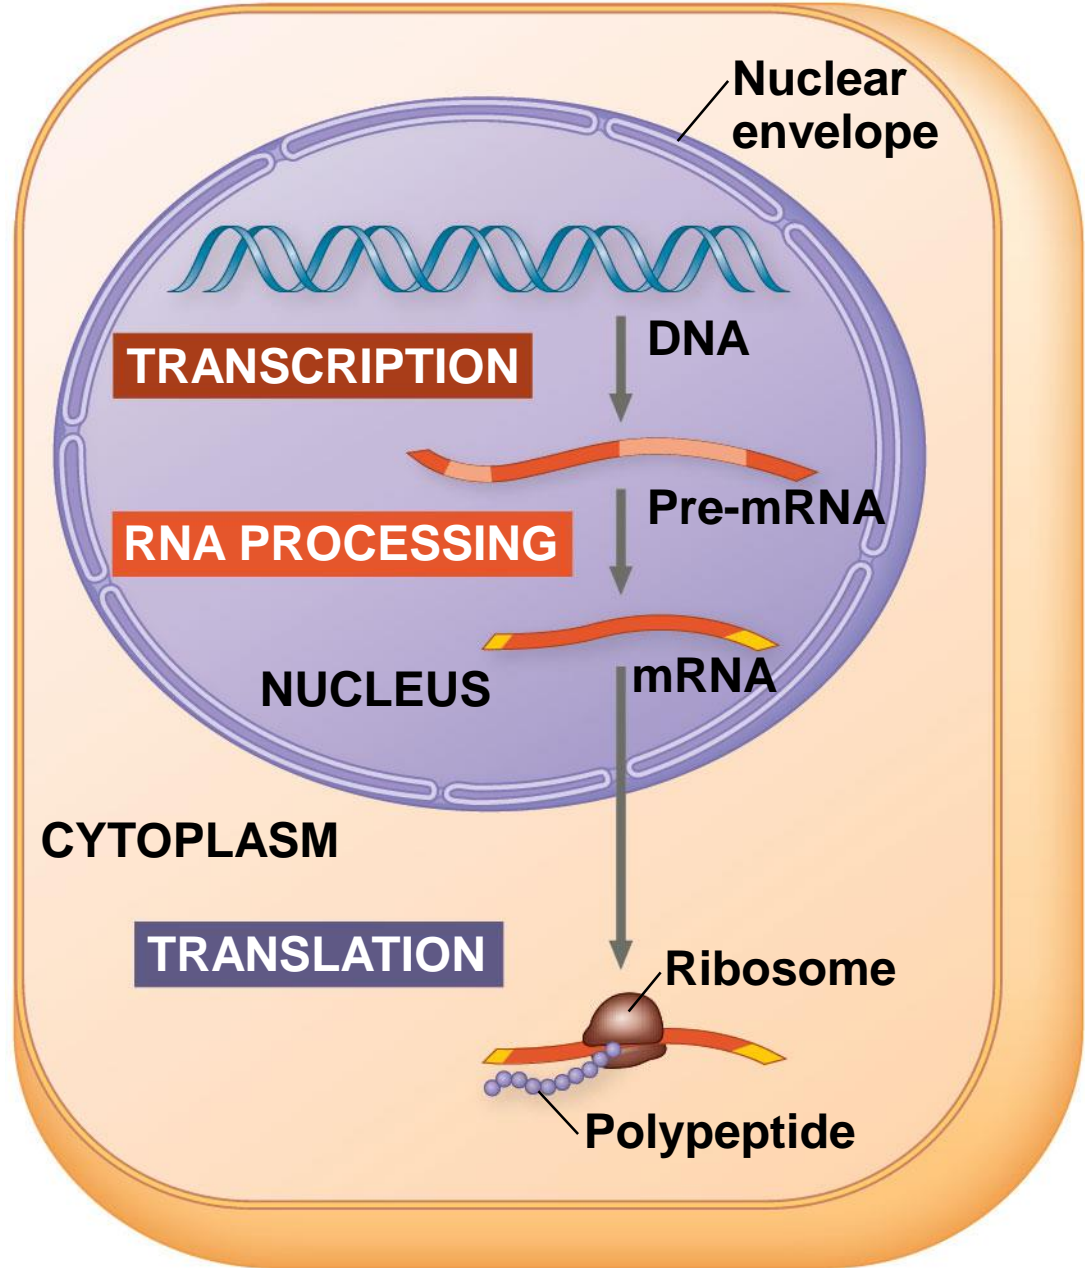 Nuclear
envelope
DNA
TRANSCRIPTION
Pre-mRNA
RNA PROCESSING
mRNA
NUCLEUS
CYTOPLASM
TRANSLATION
Ribosome
Polypeptide